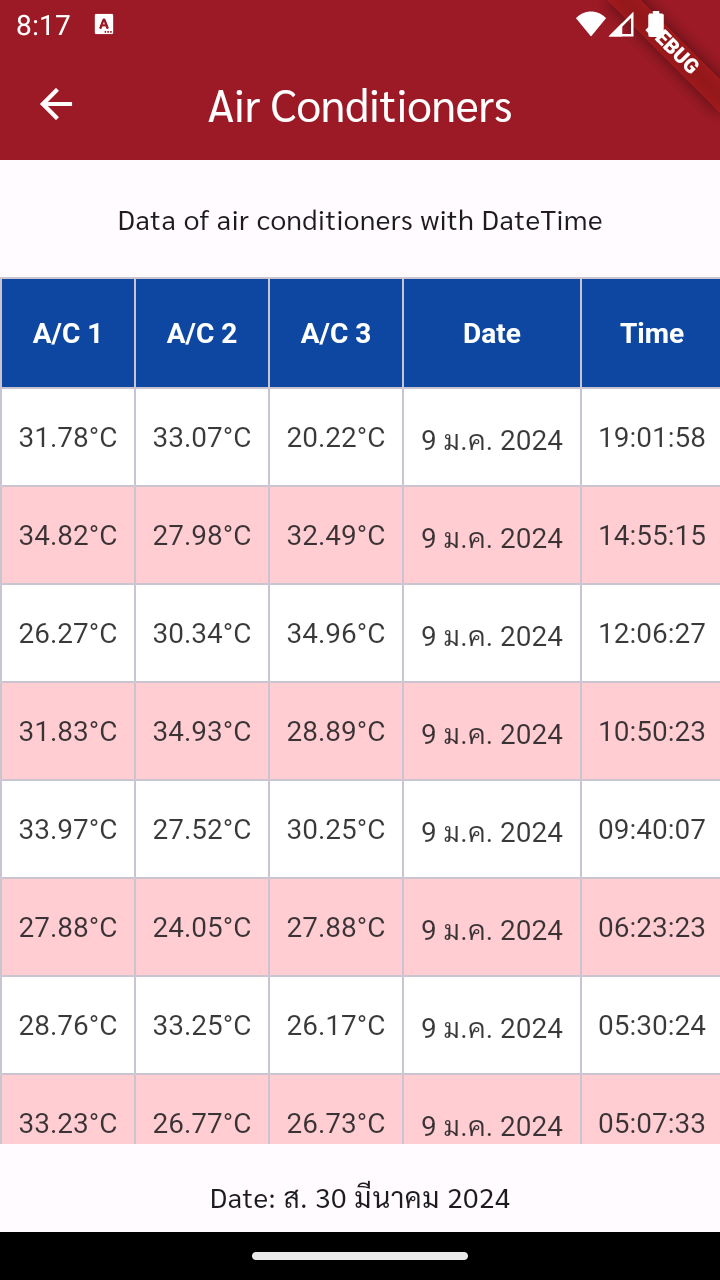 8:17
DEBUG
Air Conditioners
Data of air conditioners with DateTime
A/C 1 A/C 2 A/C 3 Date Time
31.78°C 33.07°C 20.22°C 9 ม.ค. 2024 19:01:58
34.82°C 27.98°C 32.49°C 9 ม.ค. 2024 14:55:15
26.27°C 30.34°C 34.96°C 9 ม.ค. 2024 12:06:27
31.83°C 34.93°C 28.89°C 9 ม.ค. 2024 10:50:23
33.97°C 27.52°C 30.25°C 9 ม.ค. 2024 09:40:07
27.88°C 24.05°C 27.88°C 9 ม.ค. 2024 06:23:23
28.76°C 33.25°C 26.17°C 9 ม.ค. 2024 05:30:24
33.23°C 26.77°C 26.73°C 9 ม.ค. 2024 05:07:33
Date: ส. 30 มีนาคม 2024